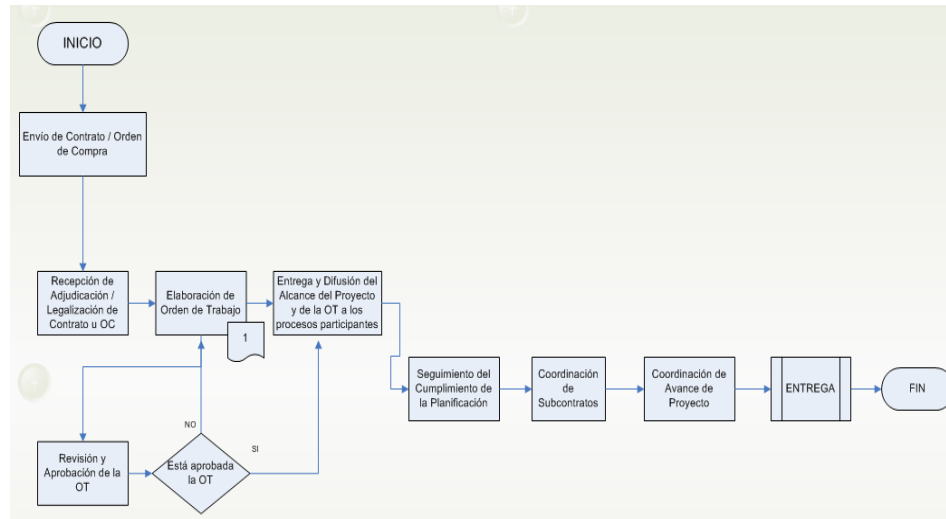 INICIO
Envío de Contrato / Orden
de Compra
Recepción de
Adjudicación /
Legalización de
Contrato u OC
Elaboración de
Orden de Trabajo
1
Entrega y Difusión del
Alcance del Proyecto
y de la OT a los
procesos participantes
Seguimiento del
Cumplimiento de
la Planificación
Coordinación
de
Subcontratos
Coordinación de
Avance de
Proyecto
ENTREGA
FIN
Revisión y
Aprobación de la
OT
NO
Está aprobada
la OT
SI